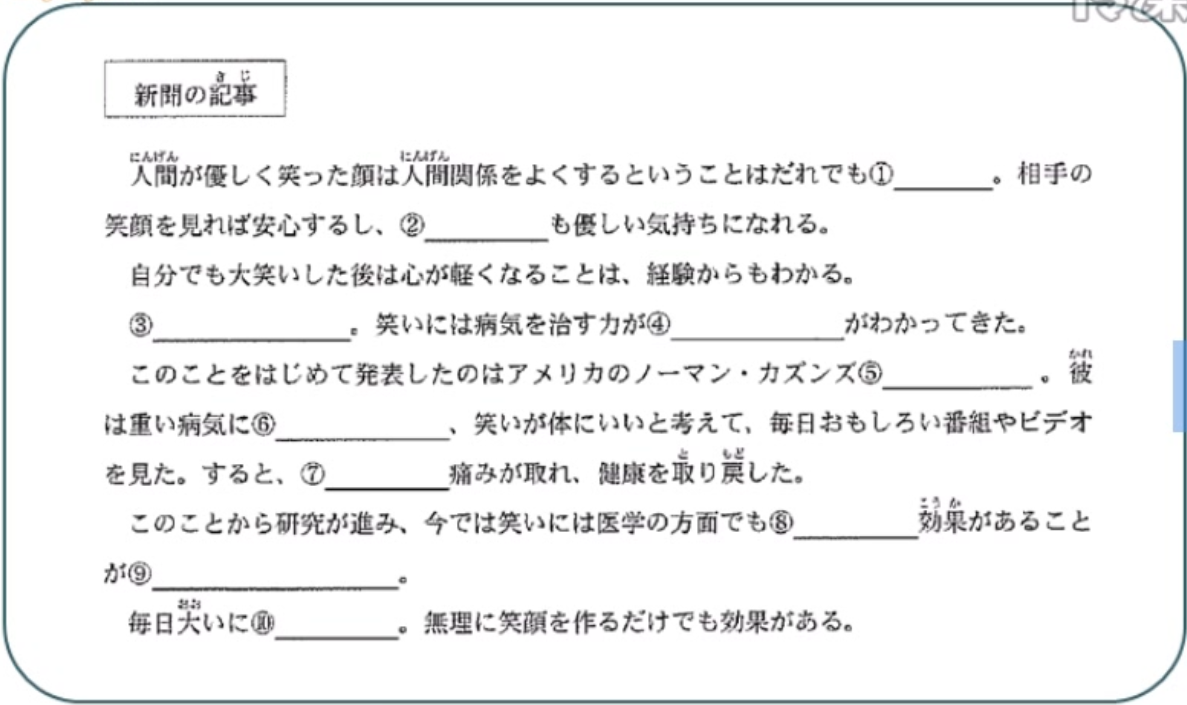 新聞の記事
人間が優しく笑った顔は人間関係をよくするということはだれでも①______。相手の
笑顔を見れば安心するし、②______も優しい気持ちになれる。
自分でも大笑いした後は心が軽くなることは、経験からもわかる。
③______。笑いには病気を治す力が④______がわかってきた。
このことをはじめて発表したのはアメリカのノーマン・カズンズ⑤______。彼
は重い病気に⑥______、笑いが体にいいと考えて、毎日おもしろい番組やビデオ
を見た。すると、⑦______痛みが取れ、健康を取り戻した。
このことから研究が進み、今では笑いには医学の方面でも⑧______効果があること
が⑨______。
毎日大いに⑩______。無理に笑顔を作るだけでも効果がある。